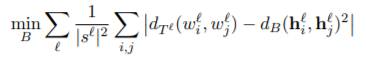 min_B ∑_ℓ 1/|s^ℓ|² ∑_{i,j} |d_{T^ℓ}(w_i^ℓ, w_j^ℓ) − d_B(𝐡_i^ℓ, 𝐡_j^ℓ)²|